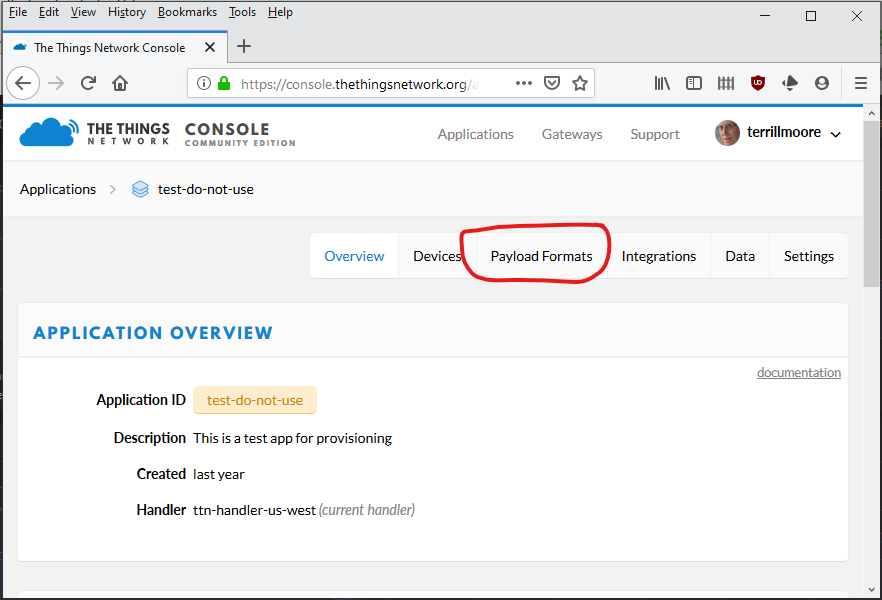 File Edit View History Bookmarks Tools Help
The Things Network Console
https://console.thethingsnetwork.org/a
THE THINGS NETWORK CONSOLE COMMUNITY EDITION
Applications Gateways Support terrillmoore
Applications test-do-not-use
Overview Devices Payload Formats Integrations Data Settings
APPLICATION OVERVIEW
documentation
Application ID test-do-not-use
Description This is a test app for provisioning
Created last year
Handler ttn-handler-us-west (current handler)